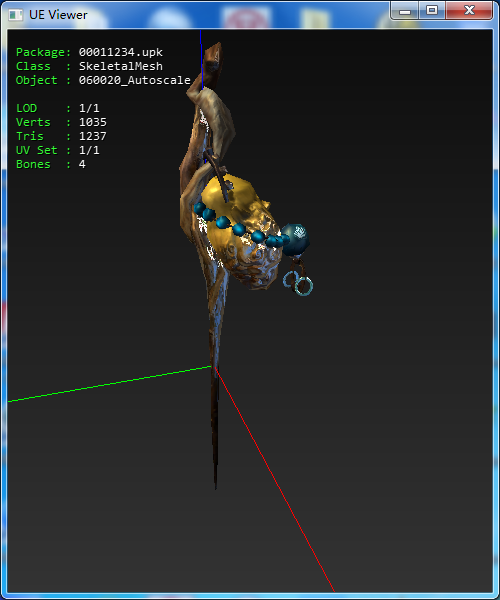 UE Viewer
Package: 00011234.upk
Class  : SkeletalMesh
Object : 060020_Autoscale
LOD    : 1/1
Verts  : 1035
Tris   : 1237
UV Set : 1/1
Bones  : 4